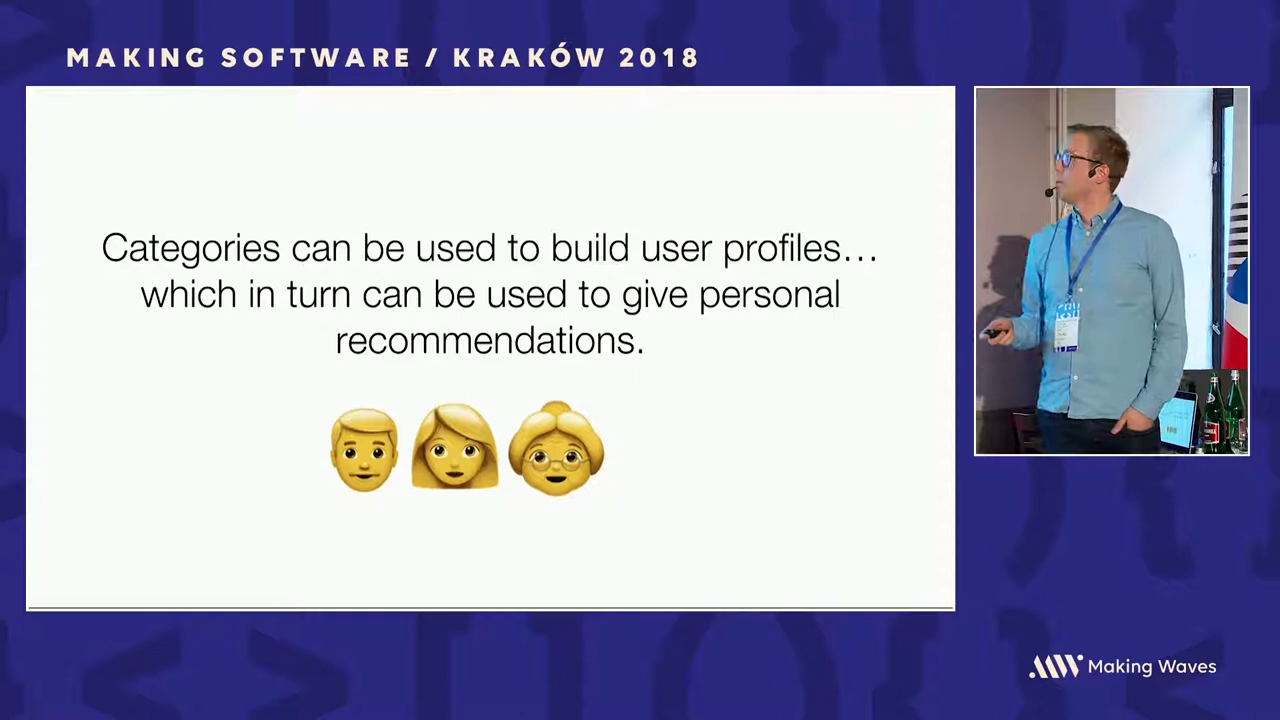 MAKING SOFTWARE / KRAKÓW 2018
Categories can be used to build user profiles…
which in turn can be used to give personal
recommendations.
Making Waves